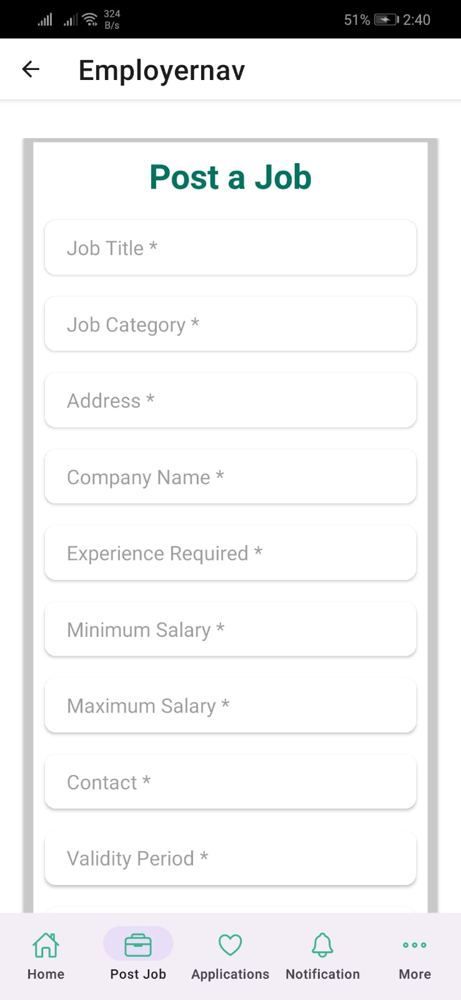 324
B/s
51%
2:40
Employernav
Post a Job
Job Title *
Job Category *
Address *
Company Name *
Experience Required *
Minimum Salary *
Maximum Salary *
Contact *
Validity Period *
Home
Post Job
Applications
Notification
More